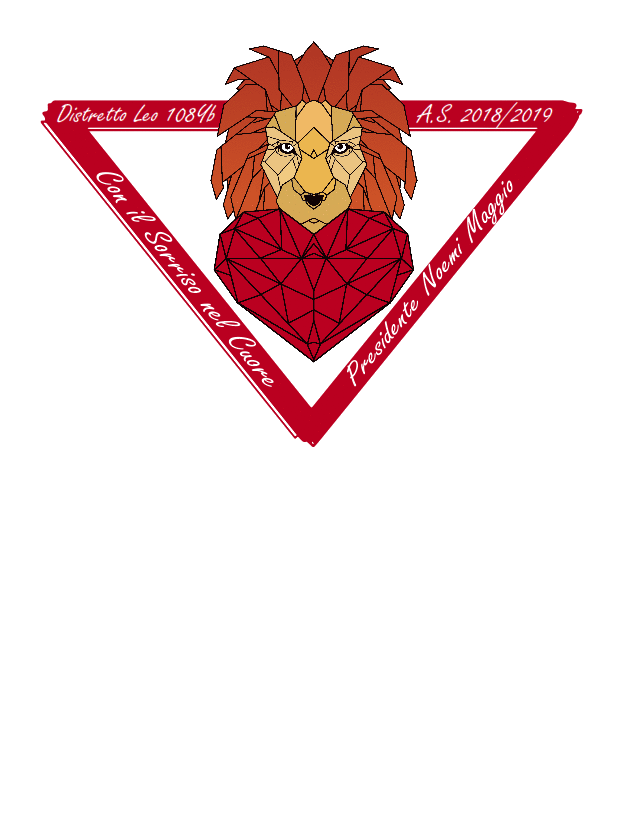 Distretto Leo 108Yb
A.S. 2018/2019
Con il Sorriso nel Cuore
Presidente Noemi Maggio